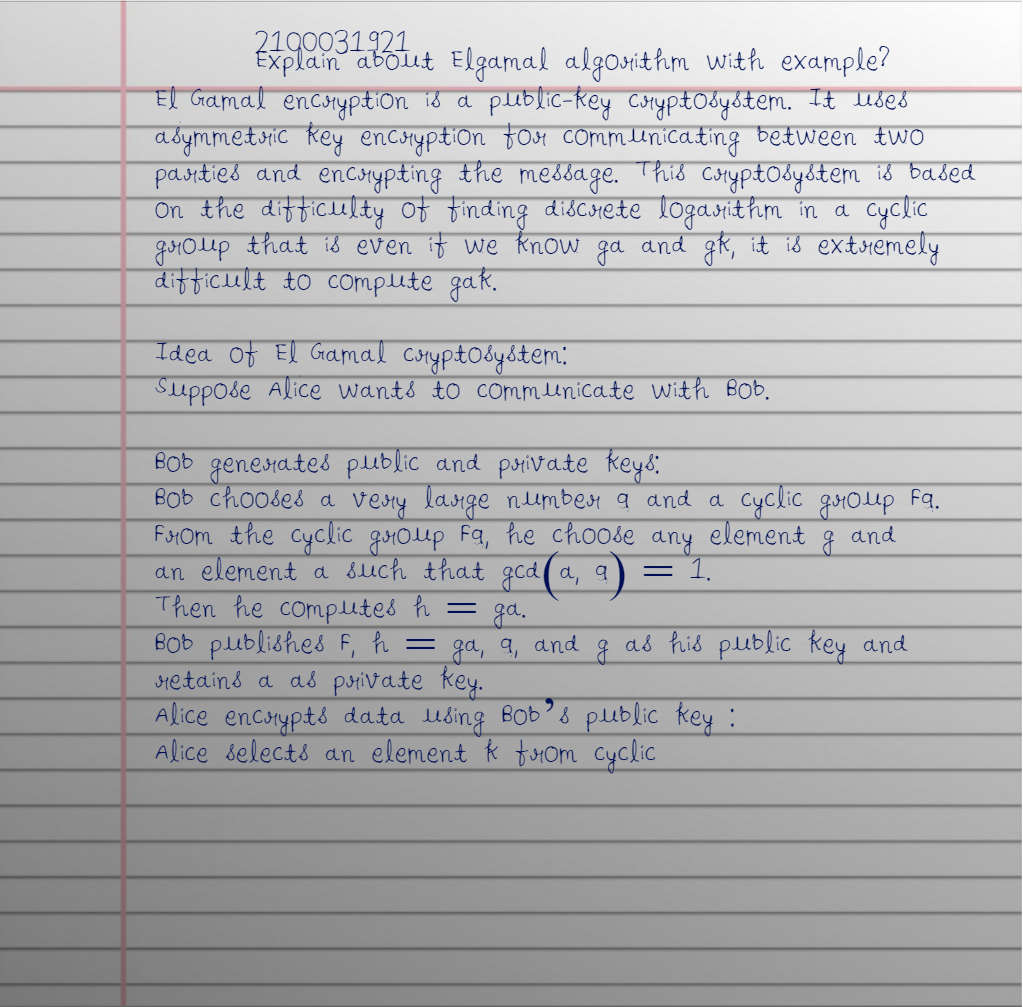 2100031921
Explain about Elgamal algorithm with example?
El Gamal encryption is a public-key cryptosystem. It uses
asymmetric key encryption for communicating between two
parties and encrypting the message. This cryptosystem is based
on the difficulty of finding discrete logarithm in a cyclic
group that is even if we know ga and gk, it is extremely
difficult to compute gak.
Idea of El Gamal cryptosystem:
Suppose Alice wants to communicate with Bob.
Bob generates public and private keys:
Bob chooses a very large number q and a cyclic group Fq.
From the cyclic group Fq, he choose any element g and
an element a such that gcd(a, q) = 1.
Then he computes h = ga.
Bob publishes F, h = ga, q, and g as his public key and
retains a as private key.
Alice encrypts data using Bob's public key :
Alice selects an element k from cyclic